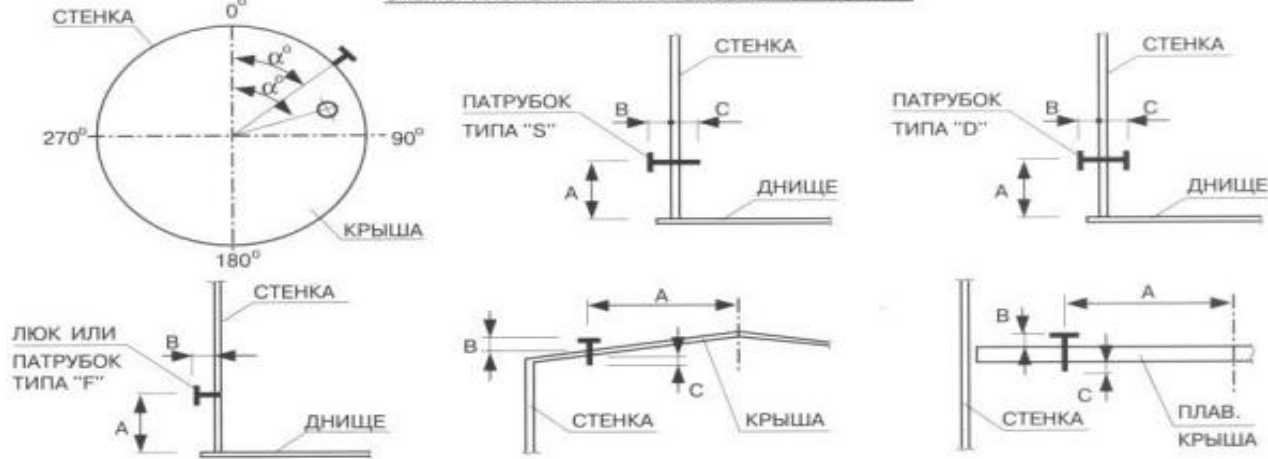 СТЕНКА
0°
α°
α°
270°
90°
КРЫША
180°
СТЕНКА
ПАТРУБОК
ТИПА "S"
B
C
A
ДНИЩЕ
СТЕНКА
ПАТРУБОК
ТИПА "D"
B
C
A
ДНИЩЕ
СТЕНКА
ЛЮК ИЛИ
ПАТРУБОК
ТИПА "F"
B
A
ДНИЩЕ
A
B
C
СТЕНКА
КРЫША
A
B
C
СТЕНКА
ПЛАВ.
КРЫША